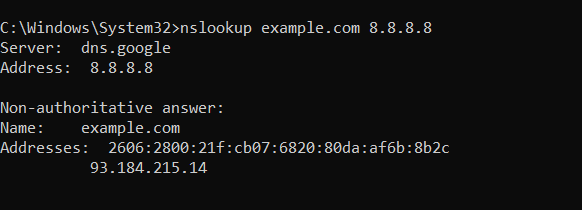 C:\Windows\System32>nslookup example.com 8.8.8.8
Server:  dns.google
Address:  8.8.8.8

Non-authoritative answer:
Name:    example.com
Addresses:  2606:2800:21f:cb07:6820:80da:af6b:8b2c
          93.184.215.14